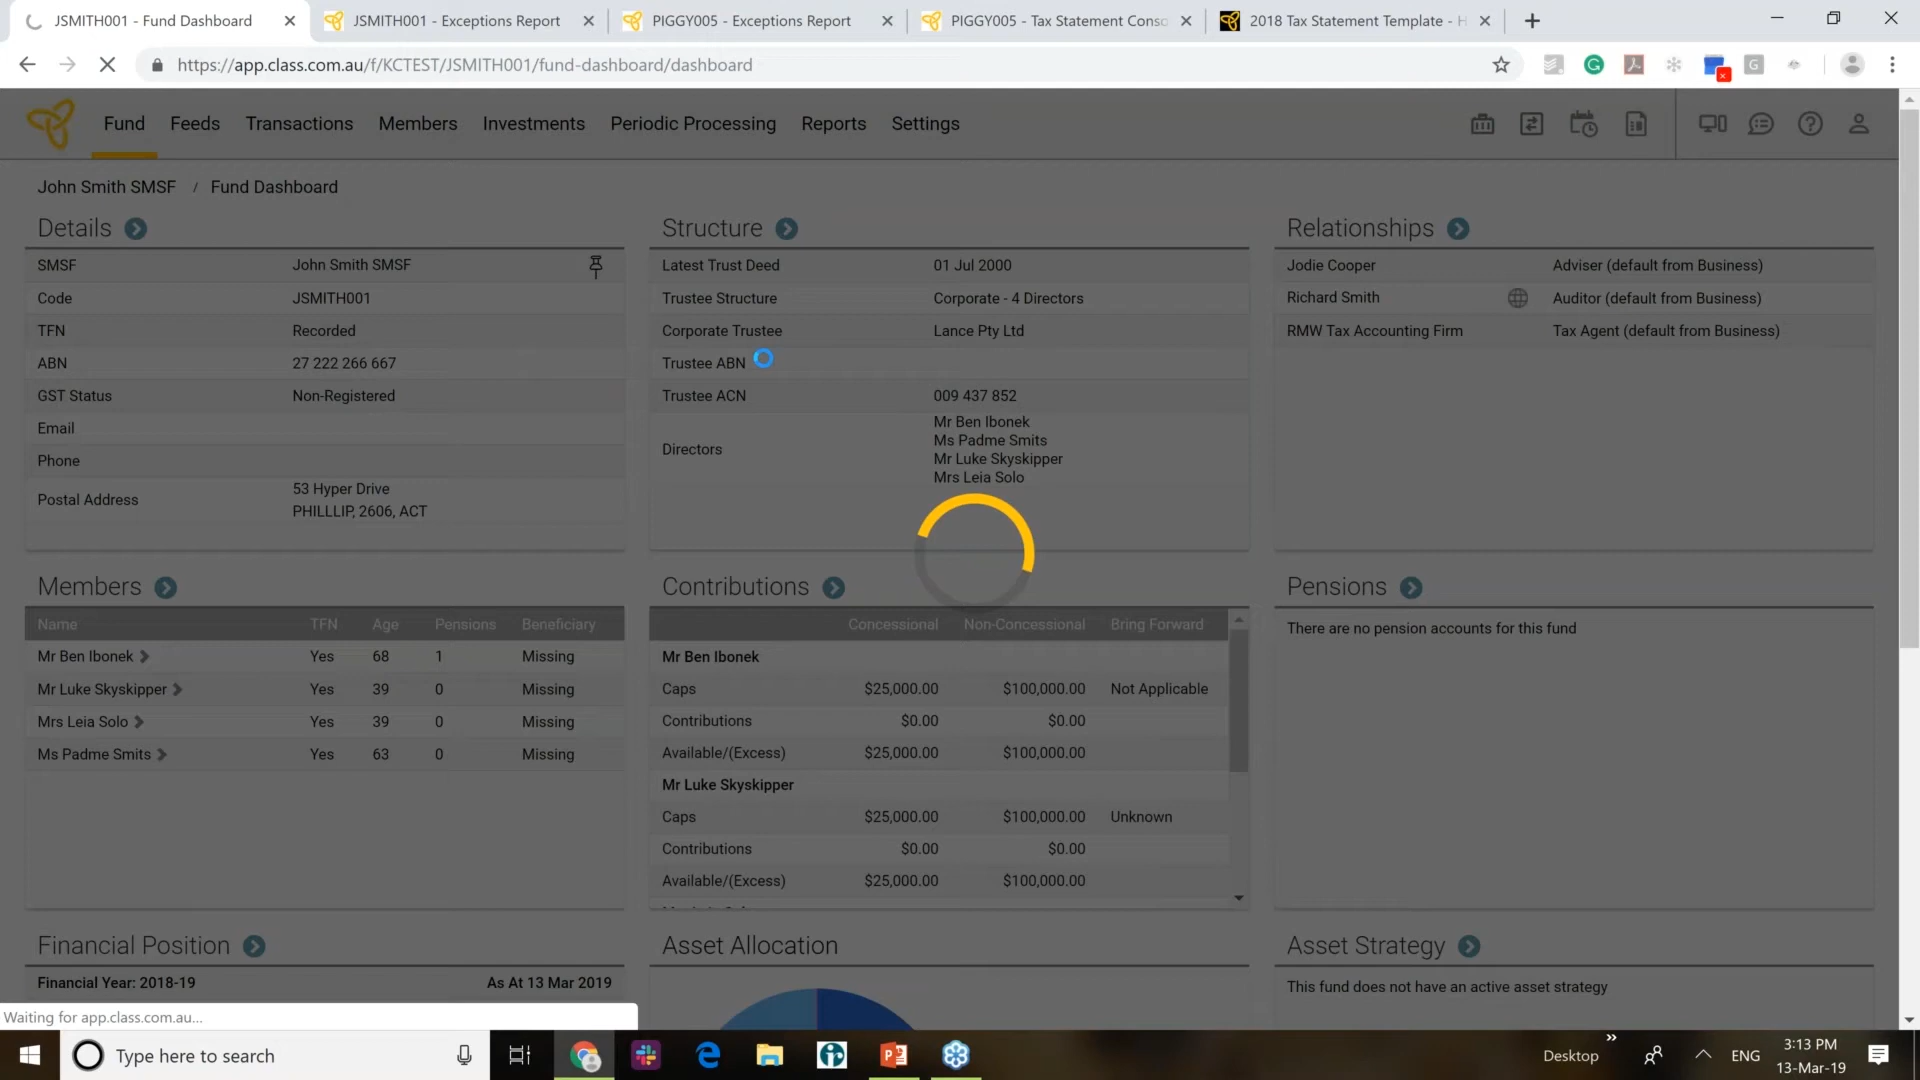 JSMITH001 - Fund Dashboard
JSMITH001 - Exceptions Report
PIGGY005 - Exceptions Report
PIGGY005 - Tax Statement Conso
2018 Tax Statement Template - H
https://app.class.com.au/f/KCTEST/JSMITH001/fund-dashboard/dashboard
Fund Feeds Transactions Members Investments Periodic Processing Reports Settings
John Smith SMSF / Fund Dashboard
Details
SMSF John Smith SMSF
Code JSMITH001
TFN Recorded
ABN 27 222 266 667
GST Status Non-Registered
Email
Phone
Postal Address 53 Hyper Drive
PHILLLIP, 2606, ACT
Structure
Latest Trust Deed 01 Jul 2000
Trustee Structure Corporate - 4 Directors
Corporate Trustee Lance Pty Ltd
Trustee ABN
Trustee ACN 009 437 852
Directors Mr Ben Ibonek
Ms Padme Smits
Mr Luke Skyskipper
Mrs Leia Solo
Relationships
Jodie Cooper Adviser (default from Business)
Richard Smith Auditor (default from Business)
RMW Tax Accounting Firm Tax Agent (default from Business)
Members
Name TFN Age Pensions Beneficiary
Mr Ben Ibonek Yes 68 1 Missing
Mr Luke Skyskipper Yes 39 0 Missing
Mrs Leia Solo Yes 39 0 Missing
Ms Padme Smits Yes 63 0 Missing
Contributions
Concessional Non-Concessional Bring Forward
Mr Ben Ibonek
Caps $25,000.00 $100,000.00 Not Applicable
Contributions $0.00 $0.00
Available/(Excess) $25,000.00 $100,000.00
Mr Luke Skyskipper
Caps $25,000.00 $100,000.00 Unknown
Contributions $0.00 $0.00
Available/(Excess) $25,000.00 $100,000.00
Pensions
There are no pension accounts for this fund
Financial Position
Financial Year: 2018-19 As At 13 Mar 2019
Asset Allocation
Asset Strategy
This fund does not have an active asset strategy
Waiting for app.class.com.au...
Type here to search
Desktop
ENG
3:13 PM
13-Mar-19